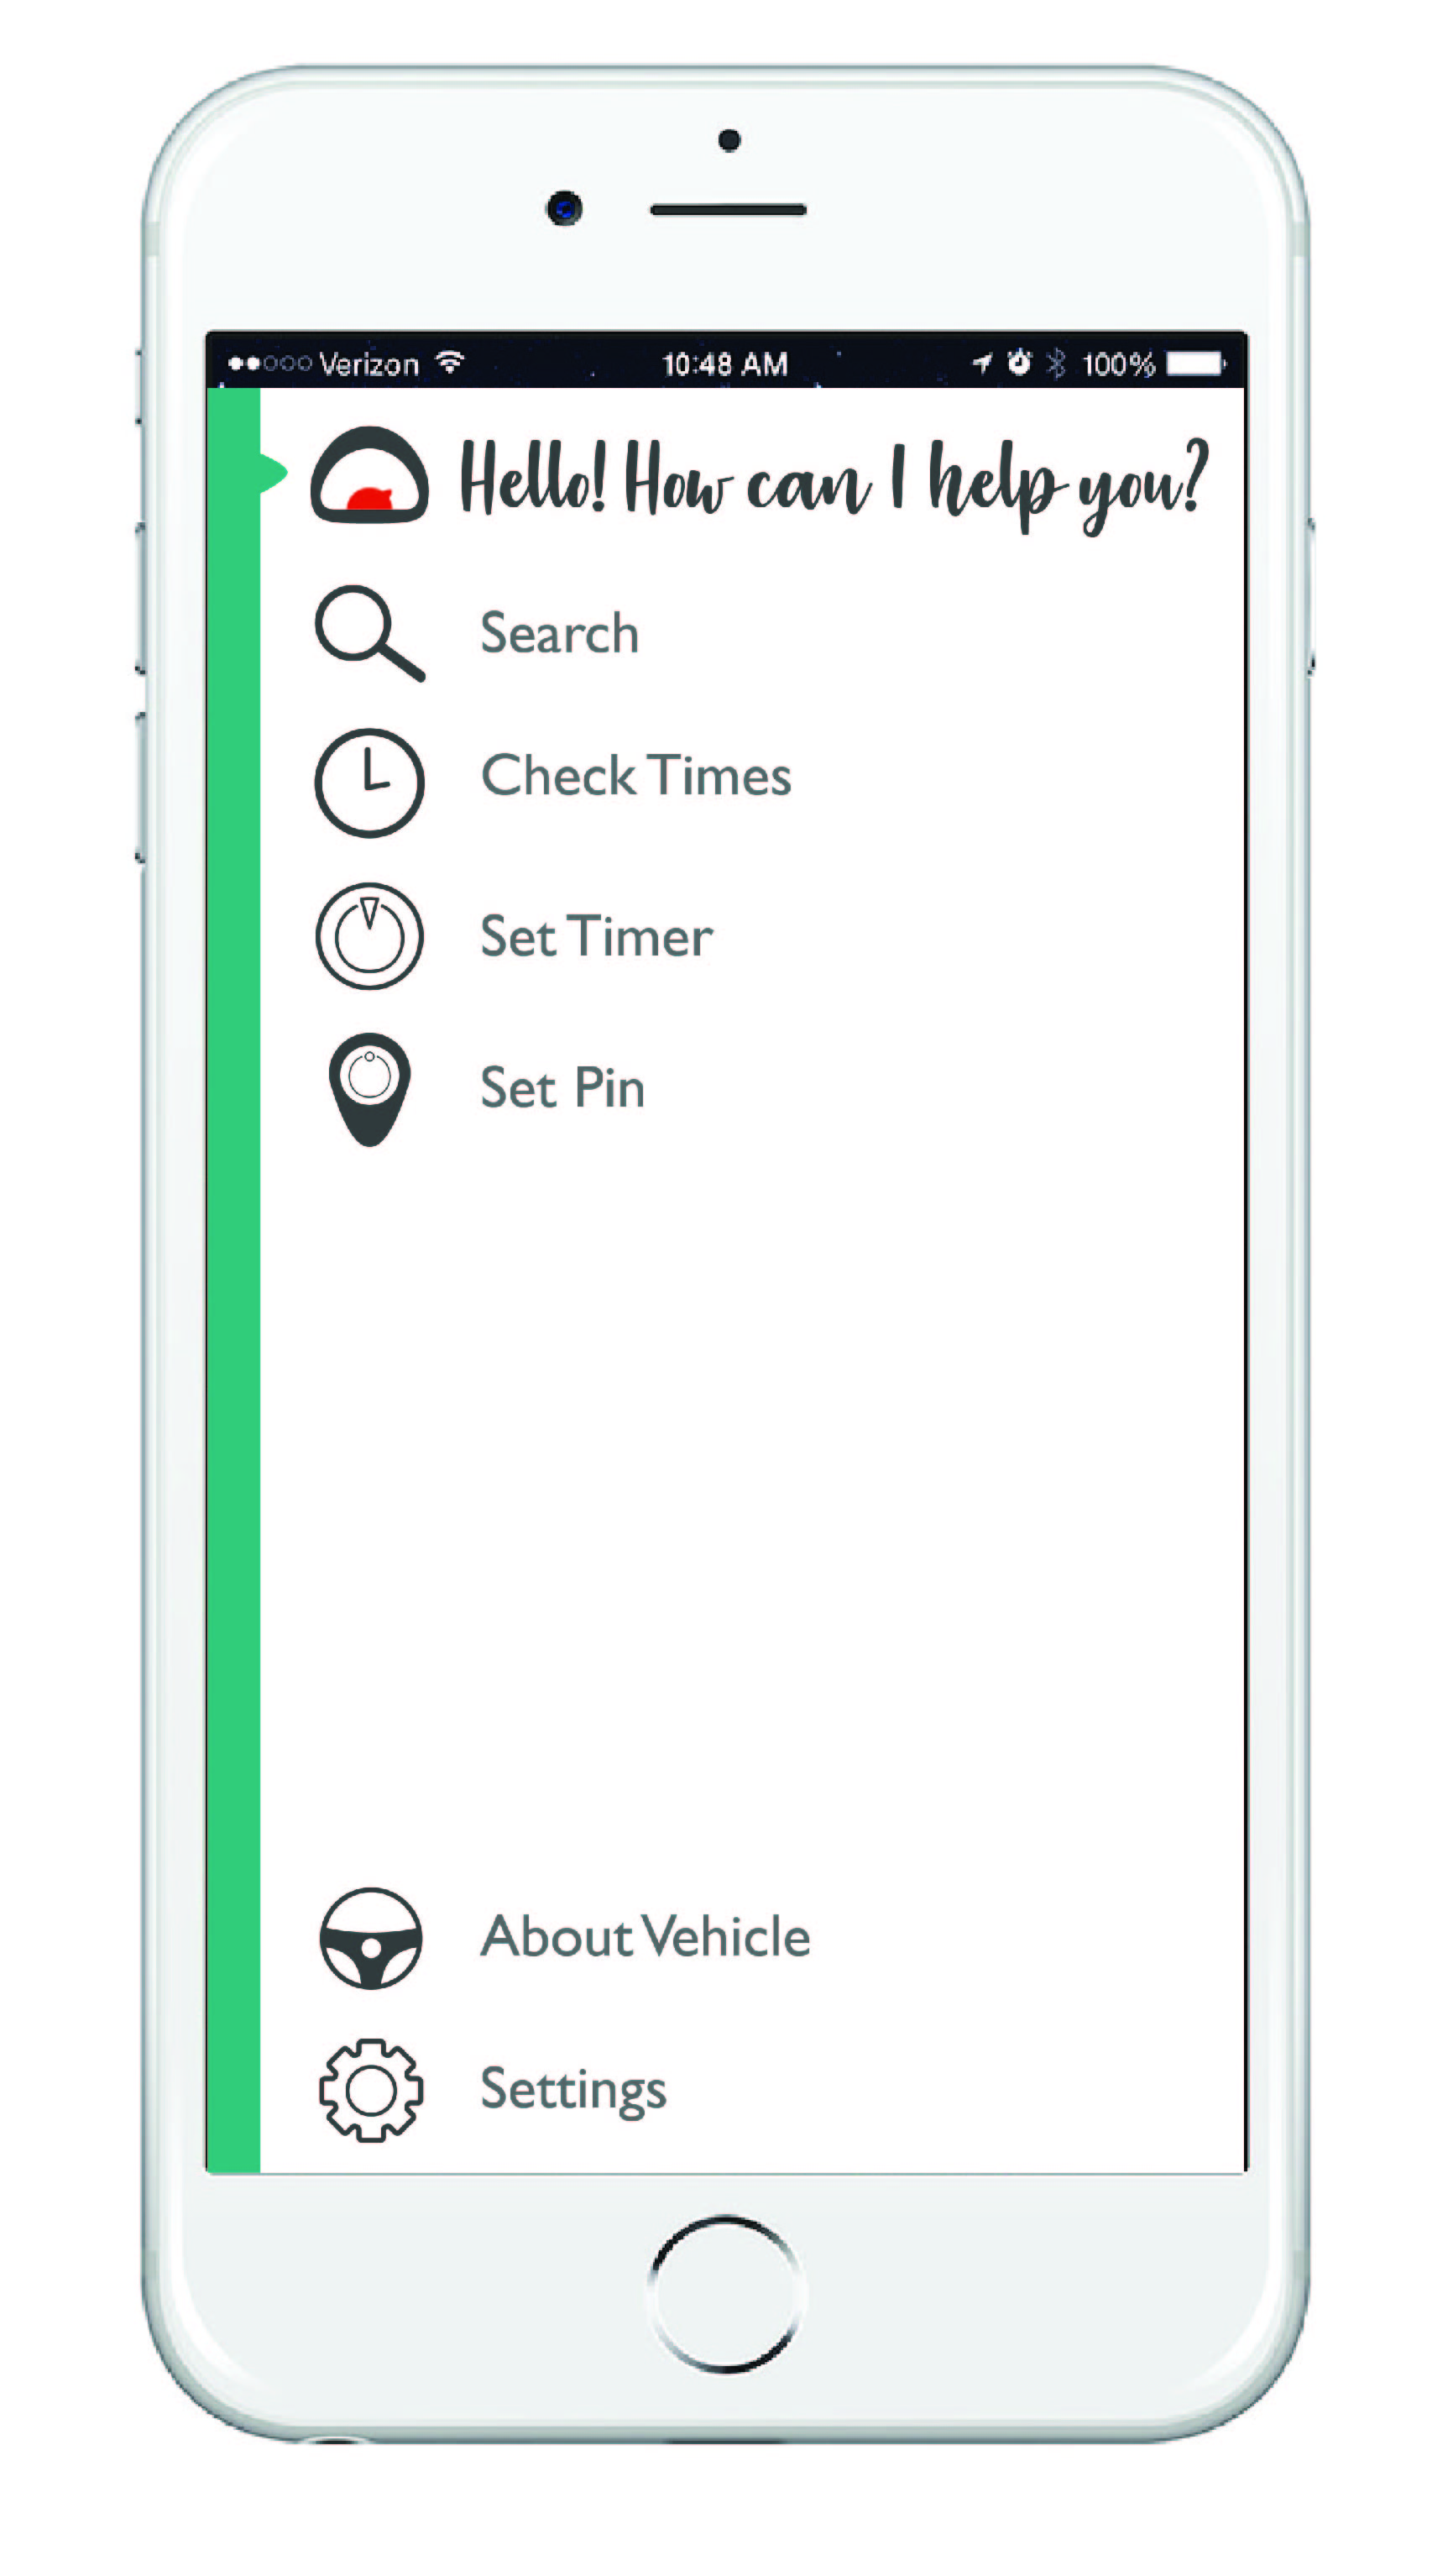 Verizon 10:48 AM 100%
Hello! How can I help you?
Search
Check Times
Set Timer
Set Pin
About Vehicle
Settings